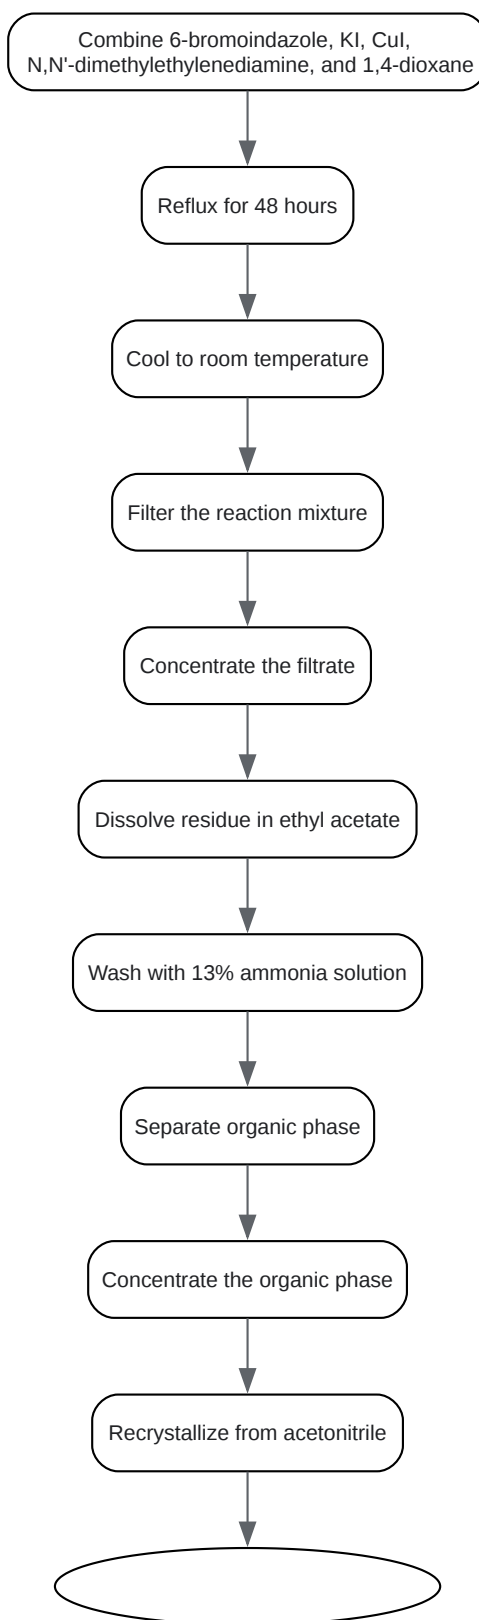 Combine 6-bromoindazole, KI, CuI,
N,N'-dimethylethylenediamine, and 1,4-dioxane
Reflux for 48 hours
Cool to room temperature
Filter the reaction mixture
Concentrate the filtrate
Dissolve residue in ethyl acetate
Wash with 13% ammonia solution
Separate organic phase
Concentrate the organic phase
Recrystallize from acetonitrile